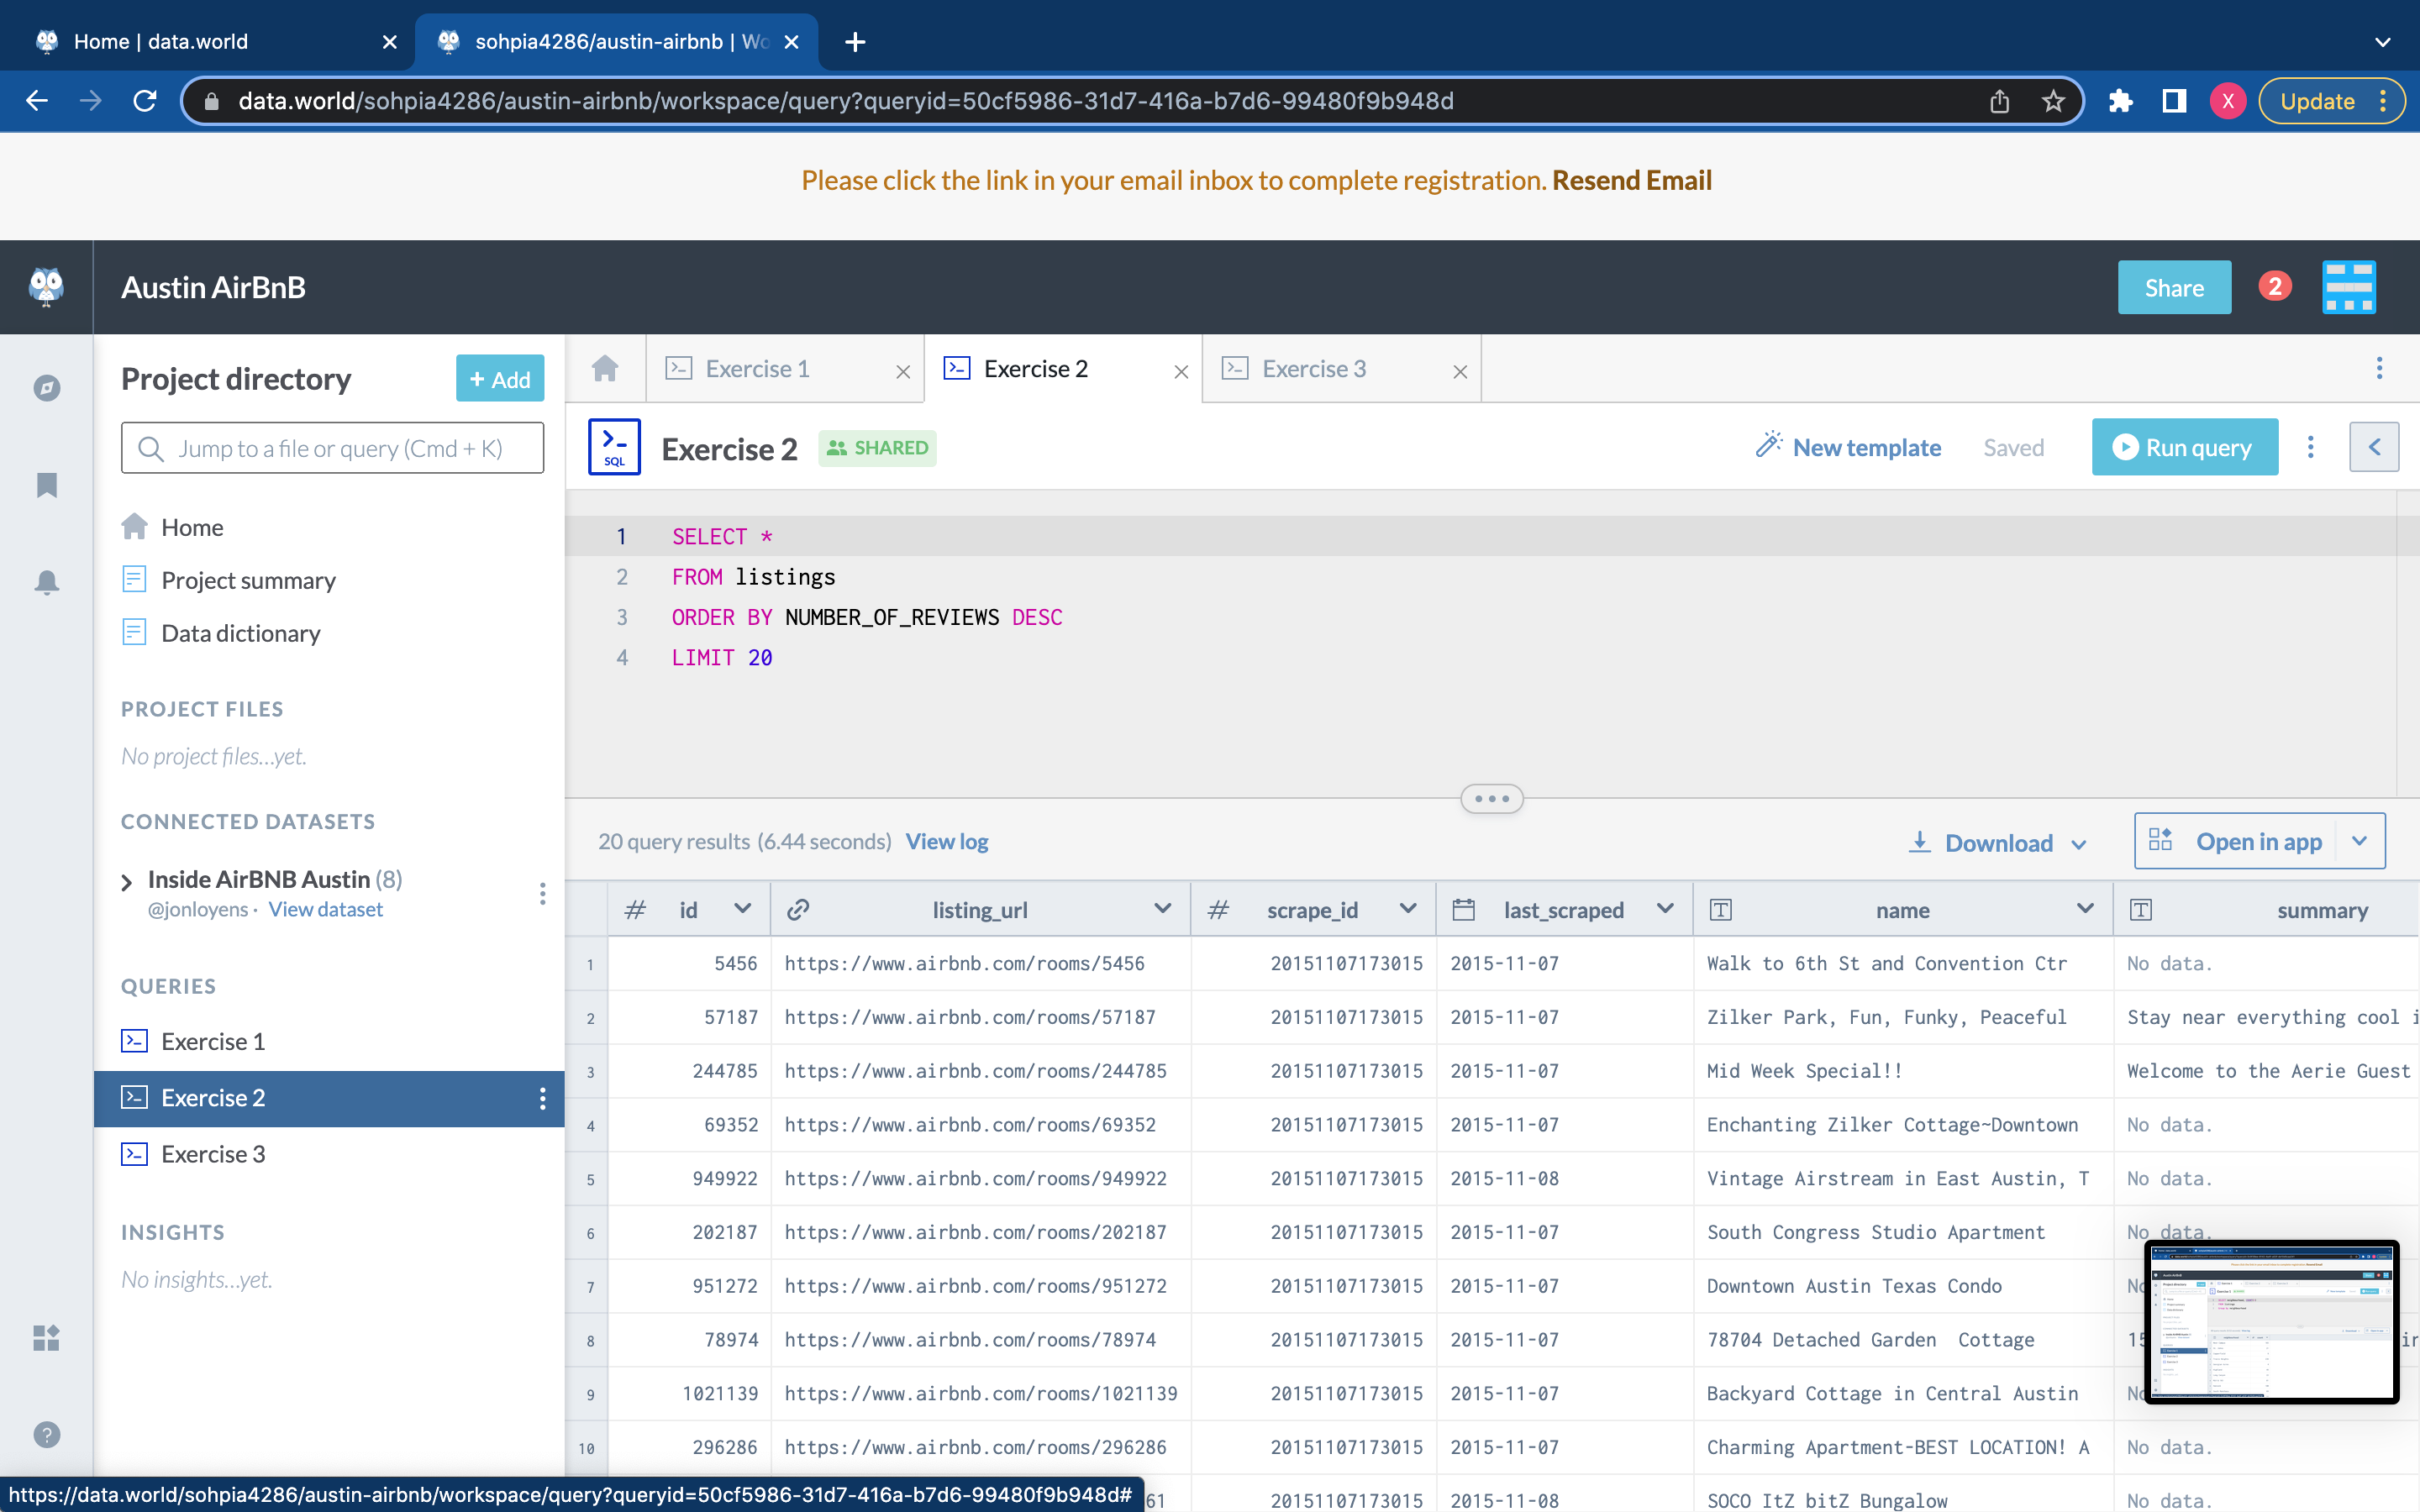 Home | data.world
sohpia4286/austin-airbnb | Wo
data.world/sohpia4286/austin-airbnb/workspace/query?queryid=50cf5986-31d7-416a-b7d6-99480f9b948d
X
Update
Please click the link in your email inbox to complete registration. Resend Email
Austin AirBnB
Share
2
Project directory
+ Add
Jump to a file or query (Cmd + K)
Home
Project summary
Data dictionary
PROJECT FILES
No project files...yet.
CONNECTED DATASETS
Inside AirBNB Austin (8)
@jonloyens · View dataset
QUERIES
Exercise 1
Exercise 2
Exercise 3
INSIGHTS
No insights...yet.
Exercise 1
Exercise 2
Exercise 3
SQL
Exercise 2
SHARED
New template
Saved
Run query
1 SELECT *
2 FROM listings
3 ORDER BY NUMBER_OF_REVIEWS DESC
4 LIMIT 20
20 query results (6.44 seconds) View log
Download
Open in app
# id listing_url # scrape_id last_scraped T name T summary
1 5456 https://www.airbnb.com/rooms/5456 20151107173015 2015-11-07 Walk to 6th St and Convention Ctr No data.
2 57187 https://www.airbnb.com/rooms/57187 20151107173015 2015-11-07 Zilker Park, Fun, Funky, Peaceful Stay near everything cool i
3 244785 https://www.airbnb.com/rooms/244785 20151107173015 2015-11-07 Mid Week Special!! Welcome to the Aerie Guest
4 69352 https://www.airbnb.com/rooms/69352 20151107173015 2015-11-07 Enchanting Zilker Cottage~Downtown No data.
5 949922 https://www.airbnb.com/rooms/949922 20151107173015 2015-11-08 Vintage Airstream in East Austin, T No data.
6 202187 https://www.airbnb.com/rooms/202187 20151107173015 2015-11-07 South Congress Studio Apartment No data.
7 951272 https://www.airbnb.com/rooms/951272 20151107173015 2015-11-07 Downtown Austin Texas Condo No
8 78974 https://www.airbnb.com/rooms/78974 20151107173015 2015-11-07 78704 Detached Garden  Cottage 15 ir
9 1021139 https://www.airbnb.com/rooms/1021139 20151107173015 2015-11-07 Backyard Cottage in Central Austin No
10 296286 https://www.airbnb.com/rooms/296286 20151107173015 2015-11-07 Charming Apartment-BEST LOCATION! A No data.
61 20151107173015 2015-11-08 SOCO ItZ bitZ Bungalow No data.
https://data.world/sohpia4286/austin-airbnb/workspace/query?queryid=50cf5986-31d7-416a-b7d6-99480f9b948d#